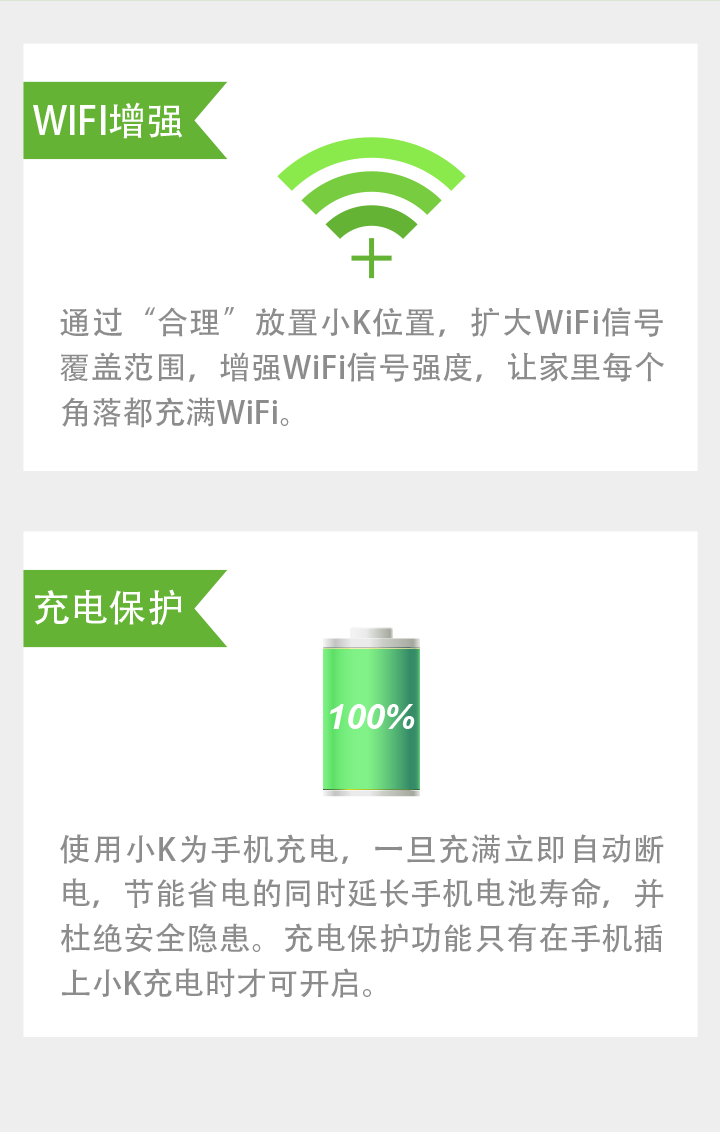 WIFI增强
通过“合理”放置小K位置，扩大WiFi信号
覆盖范围，增强WiFi信号强度，让家里每个
角落都充满WiFi。
充电保护
100%
使用小K为手机充电，一旦充满立即自动断
电，节能省电的同时延长手机电池寿命，并
杜绝安全隐患。充电保护功能只有在手机插
上小K充电时才可开启。